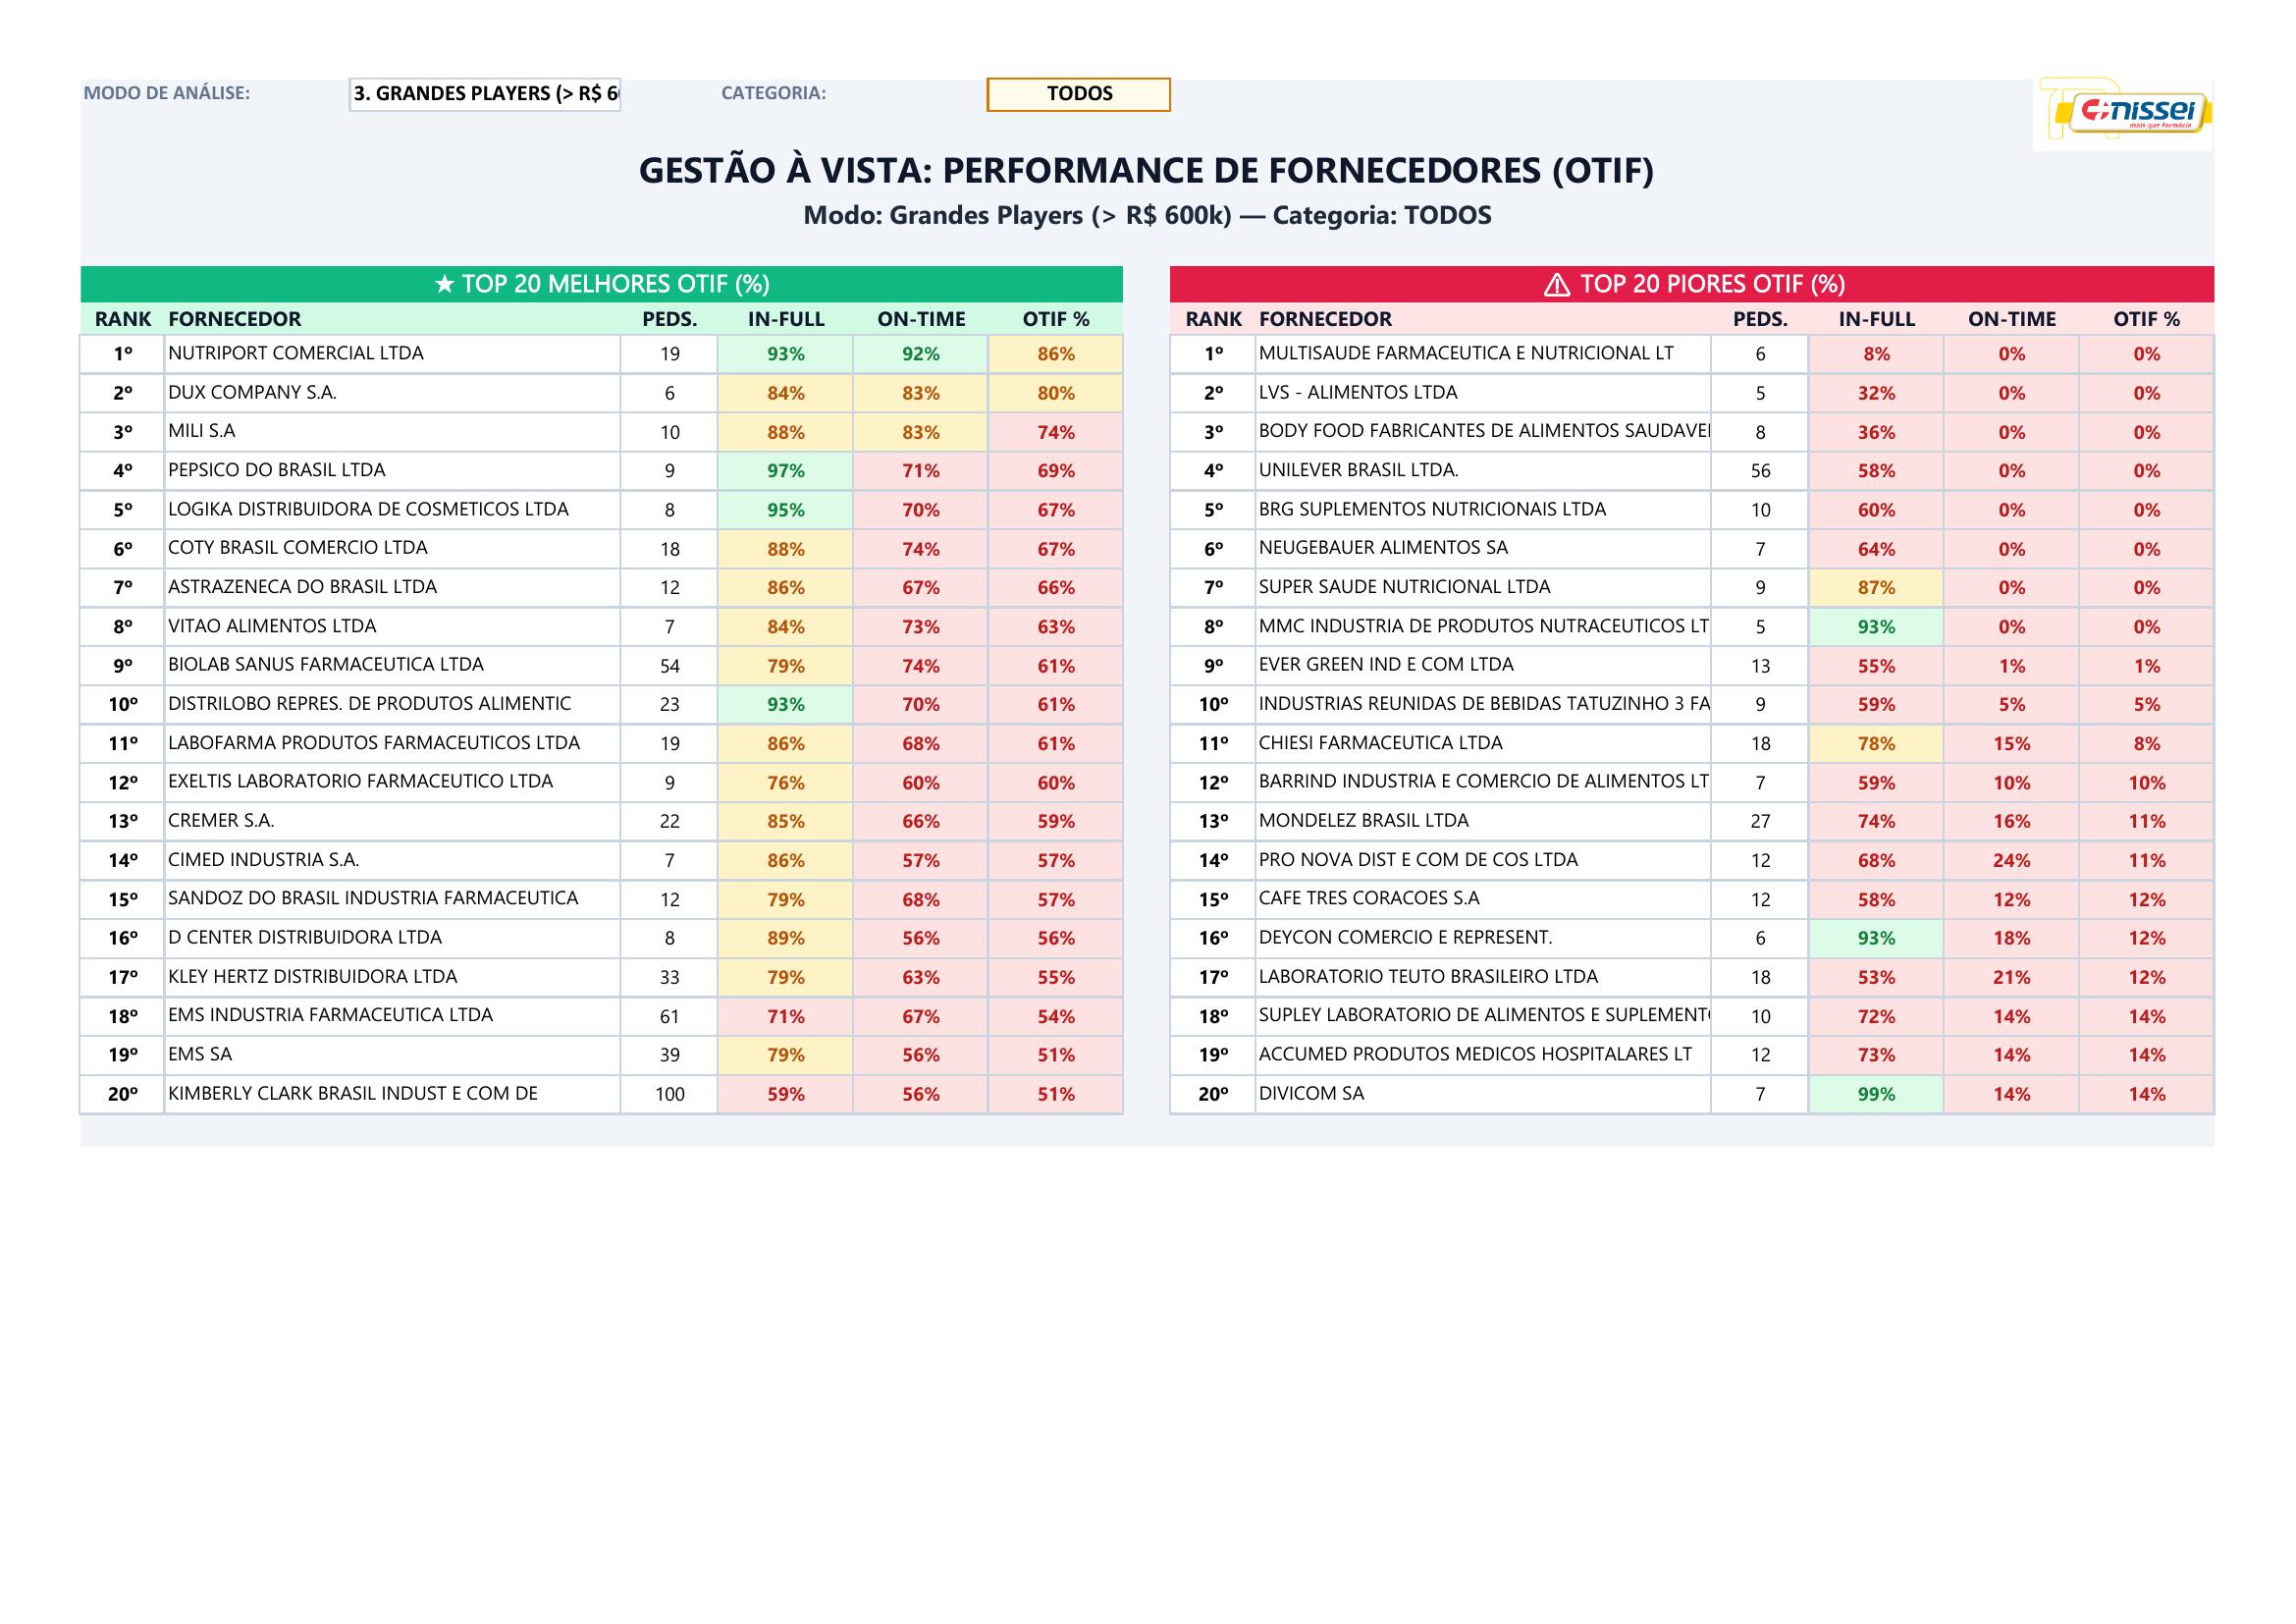 MODO DE ANÁLISE: 3. GRANDES PLAYERS (> R$ 6 CATEGORIA: TODOS
nissei
mais que farmácia
GESTÃO À VISTA: PERFORMANCE DE FORNECEDORES (OTIF)
Modo: Grandes Players (> R$ 600k) — Categoria: TODOS
★ TOP 20 MELHORES OTIF (%)
RANK FORNECEDOR PEDS. IN-FULL ON-TIME OTIF %
1º NUTRIPORT COMERCIAL LTDA 19 93% 92% 86%
2º DUX COMPANY S.A. 6 84% 83% 80%
3º MILI S.A 10 88% 83% 74%
4º PEPSICO DO BRASIL LTDA 9 97% 71% 69%
5º LOGIKA DISTRIBUIDORA DE COSMETICOS LTDA 8 95% 70% 67%
6º COTY BRASIL COMERCIO LTDA 18 88% 74% 67%
7º ASTRAZENECA DO BRASIL LTDA 12 86% 67% 66%
8º VITAO ALIMENTOS LTDA 7 84% 73% 63%
9º BIOLAB SANUS FARMACEUTICA LTDA 54 79% 74% 61%
10º DISTRILOBO REPRES. DE PRODUTOS ALIMENTIC 23 93% 70% 61%
11º LABOFARMA PRODUTOS FARMACEUTICOS LTDA 19 86% 68% 61%
12º EXELTIS LABORATORIO FARMACEUTICO LTDA 9 76% 60% 60%
13º CREMER S.A. 22 85% 66% 59%
14º CIMED INDUSTRIA S.A. 7 86% 57% 57%
15º SANDOZ DO BRASIL INDUSTRIA FARMACEUTICA 12 79% 68% 57%
16º D CENTER DISTRIBUIDORA LTDA 8 89% 56% 56%
17º KLEY HERTZ DISTRIBUIDORA LTDA 33 79% 63% 55%
18º EMS INDUSTRIA FARMACEUTICA LTDA 61 71% 67% 54%
19º EMS SA 39 79% 56% 51%
20º KIMBERLY CLARK BRASIL INDUST E COM DE 100 59% 56% 51%
⚠ TOP 20 PIORES OTIF (%)
RANK FORNECEDOR PEDS. IN-FULL ON-TIME OTIF %
1º MULTISAUDE FARMACEUTICA E NUTRICIONAL LT 6 8% 0% 0%
2º LVS - ALIMENTOS LTDA 5 32% 0% 0%
3º BODY FOOD FABRICANTES DE ALIMENTOS SAUDAVEI 8 36% 0% 0%
4º UNILEVER BRASIL LTDA. 56 58% 0% 0%
5º BRG SUPLEMENTOS NUTRICIONAIS LTDA 10 60% 0% 0%
6º NEUGEBAUER ALIMENTOS SA 7 64% 0% 0%
7º SUPER SAUDE NUTRICIONAL LTDA 9 87% 0% 0%
8º MMC INDUSTRIA DE PRODUTOS NUTRACEUTICOS LT 5 93% 0% 0%
9º EVER GREEN IND E COM LTDA 13 55% 1% 1%
10º INDUSTRIAS REUNIDAS DE BEBIDAS TATUZINHO 3 FA 9 59% 5% 5%
11º CHIESI FARMACEUTICA LTDA 18 78% 15% 8%
12º BARRIND INDUSTRIA E COMERCIO DE ALIMENTOS LT 7 59% 10% 10%
13º MONDELEZ BRASIL LTDA 27 74% 16% 11%
14º PRO NOVA DIST E COM DE COS LTDA 12 68% 24% 11%
15º CAFE TRES CORACOES S.A 12 58% 12% 12%
16º DEYCON COMERCIO E REPRESENT. 6 93% 18% 12%
17º LABORATORIO TEUTO BRASILEIRO LTDA 18 53% 21% 12%
18º SUPLEY LABORATORIO DE ALIMENTOS E SUPLEMENTO 10 72% 14% 14%
19º ACCUMED PRODUTOS MEDICOS HOSPITALARES LT 12 73% 14% 14%
20º DIVICOM SA 7 99% 14% 14%